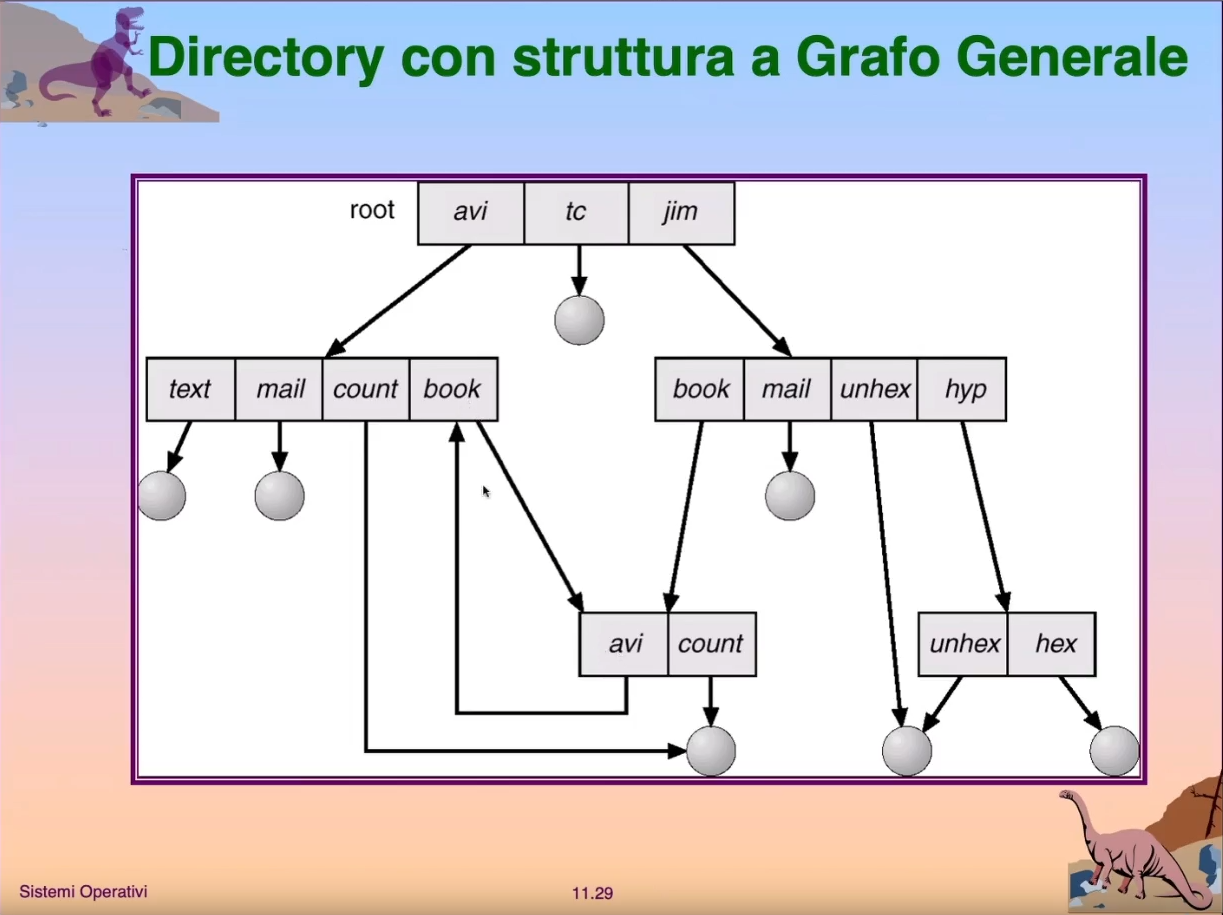 Directory con struttura a Grafo Generale
root avi tc jim
text mail count book
book mail unhex hyp
avi count
unhex hex
Sistemi Operativi
11.29